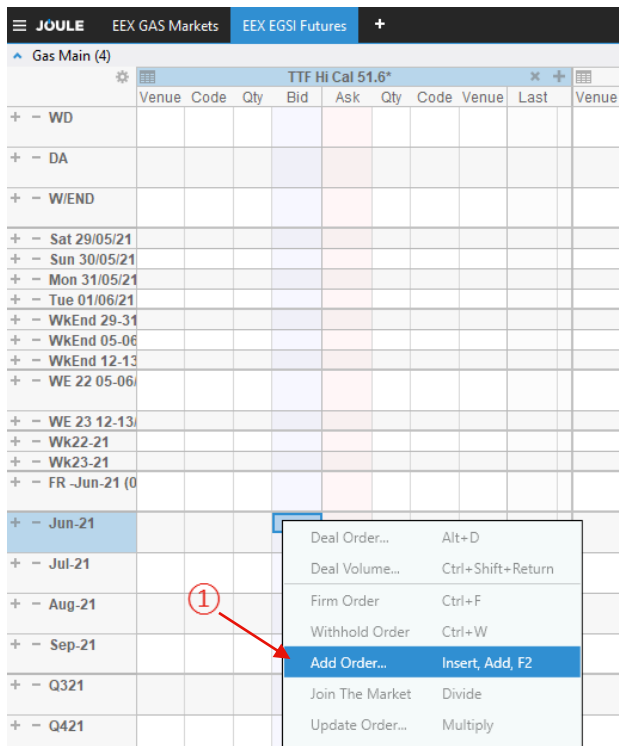 JOULE EEX GAS Markets EEX EGSI Futures +
Gas Main (4)
TTF Hi Cal 51.6*
Venue Code Qty Bid Ask Qty Code Venue Last Venue
+ − WD
+ − DA
+ − W/END
+ − Sat 29/05/21
+ − Sun 30/05/21
+ − Mon 31/05/21
+ − Tue 01/06/21
+ − WkEnd 29-31
+ − WkEnd 05-06
+ − WkEnd 12-13
+ − WE 22 05-06/
+ − WE 23 12-13/
+ − Wk22-21
+ − Wk23-21
+ − FR -Jun-21 (0
+ − Jun-21
Deal Order... Alt+D
+ − Jul-21
Deal Volume... Ctrl+Shift+Return
+ − Aug-21
①
Firm Order Ctrl+F
Withhold Order Ctrl+W
+ − Sep-21
Add Order... Insert, Add, F2
+ − Q321
Join The Market Divide
+ − Q421
Update Order... Multiply